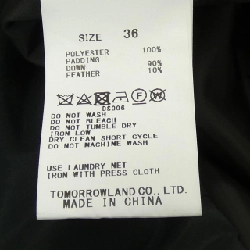 SIZE 36
POLYESTER 100%
PADDING
DOWN 90%
FEATHER 10%
DO NOT WASH
DO NOT BLEACH
DO NOT TUMBLE DRY
IRON LOW
DRY CLEAN SHORT CYCLE
DO NOT MACHINE WASH
USE LAUNDRY NET
IRON WITH PRESS CLOTH
TOMORROWLAND CO., LTD.
MADE IN CHINA